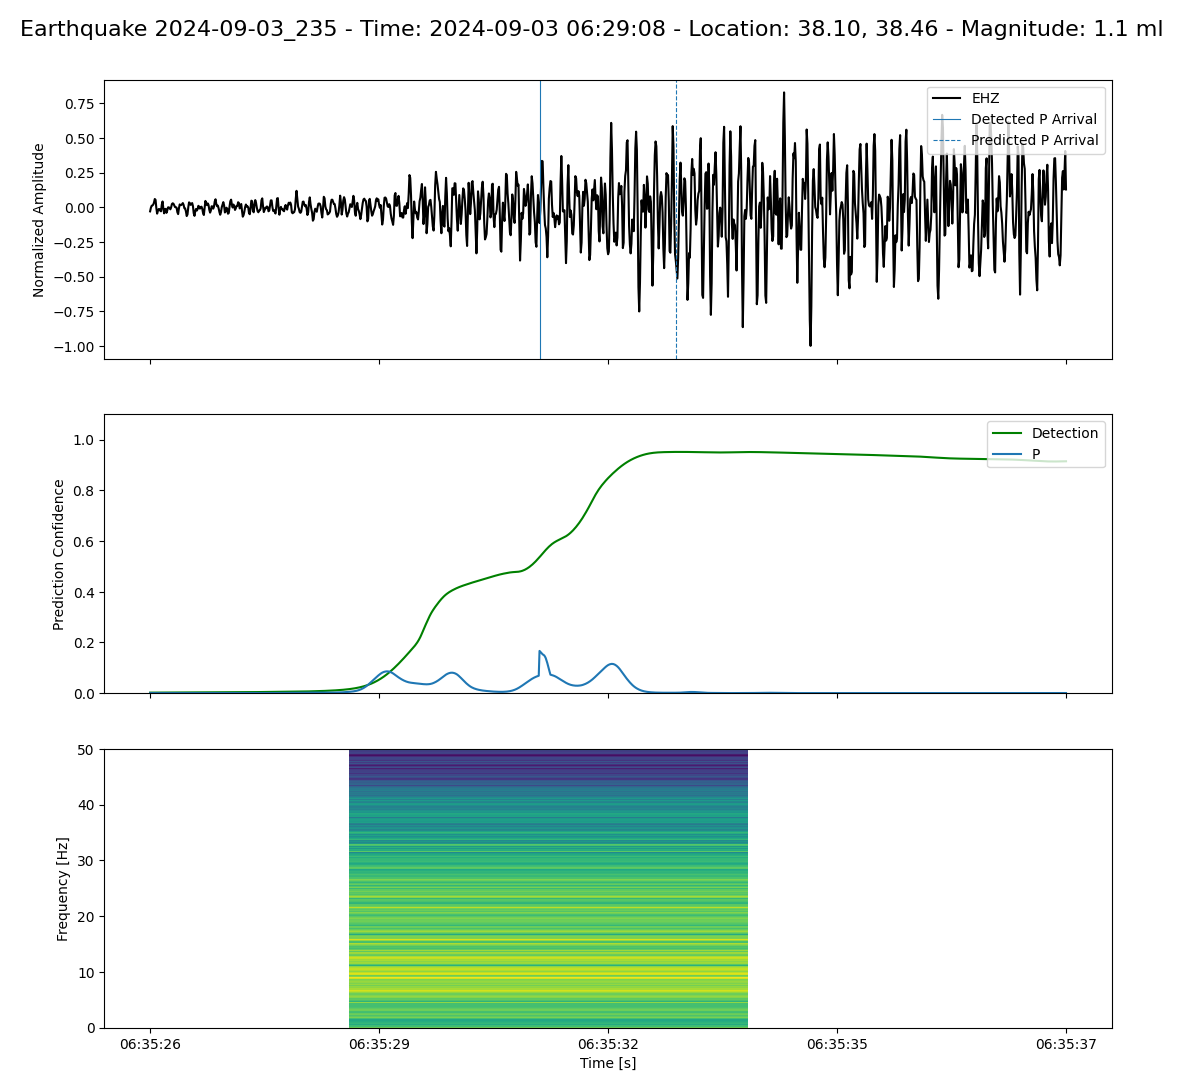 Earthquake 2024-09-03_235 - Time: 2024-09-03 06:29:08 - Location: 38.10, 38.46 - Magnitude: 1.1 ml
EHZ
Detected P Arrival
Predicted P Arrival
0.75
0.50
0.25
0.00
−0.25
−0.50
−0.75
−1.00
Normalized Amplitude
Detection
P
1.0
0.8
0.6
0.4
0.2
0.0
Prediction Confidence
50
40
30
20
10
0
Frequency [Hz]
06:35:26
06:35:29
06:35:32
06:35:35
06:35:37
Time [s]